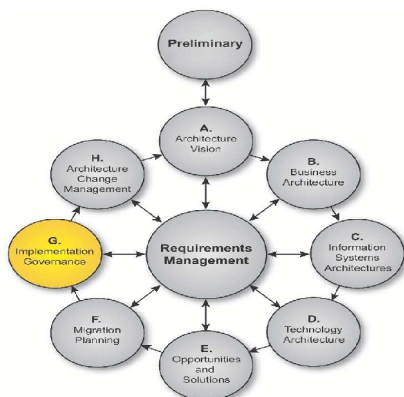 Preliminary
A.
Architecture
Vision
B.
Business
Architecture
C.
Information
Systems
Architectures
D.
Technology
Architecture
E.
Opportunities
and
Solutions
F.
Migration
Planning
G.
Implementation
Governance
H.
Architecture
Change
Management
Requirements
Management